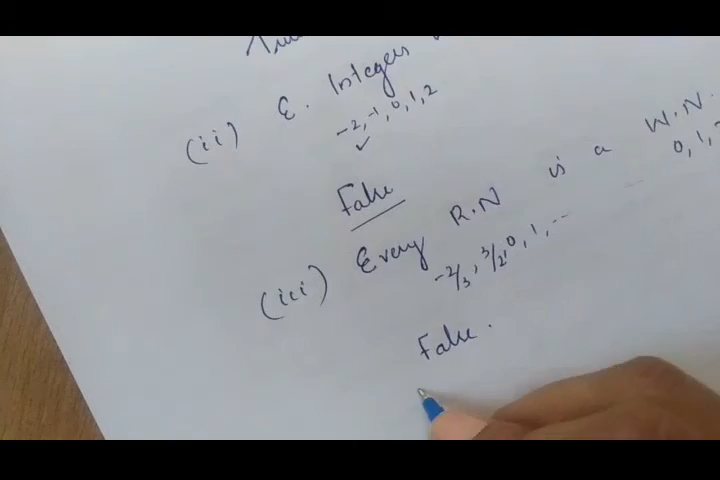 (ii) E. Integers
-2, -1, 0, 1, 2
False
(iii) Every R.N is a W.N.
-2/3, 3/2, 0, 1, ... 0, 1,
False.